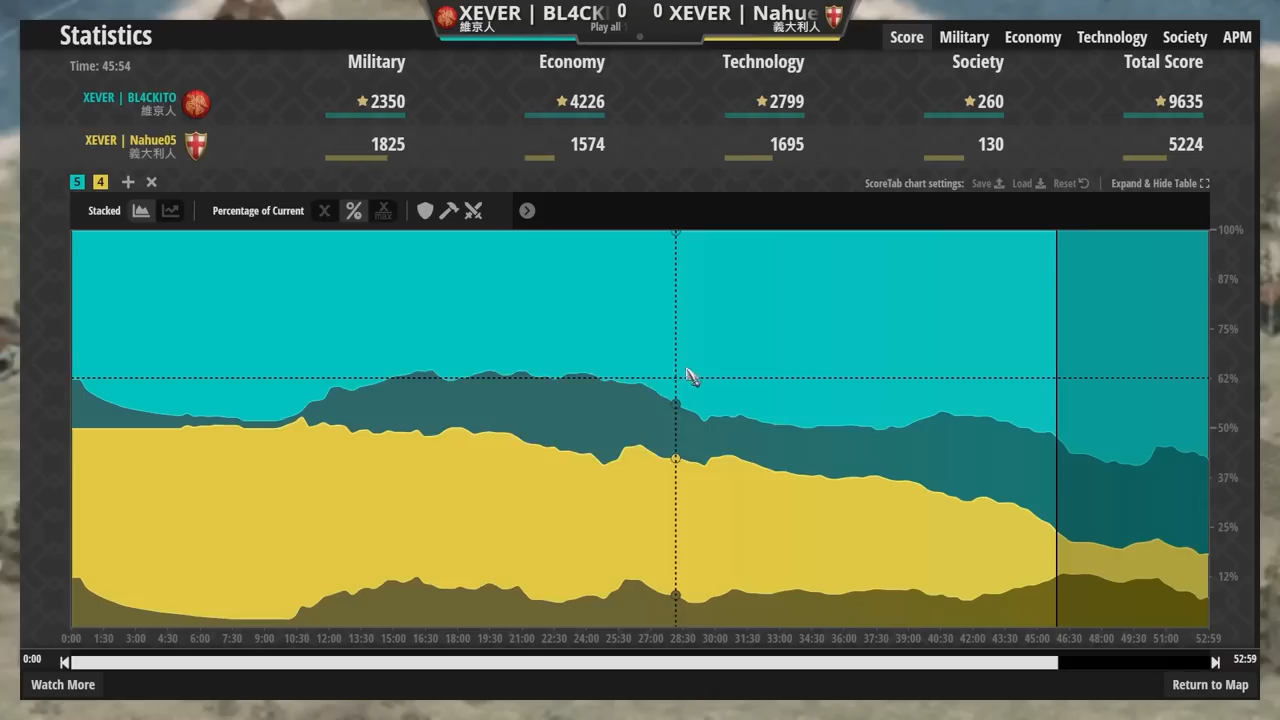 XEVER | BL4CK 0 0 XEVER | Nahue
維京人 Play all 義大利人
Statistics
Score Military Economy Technology Society APM
Time: 45:54 Military Economy Technology Society Total Score
XEVER | BL4CKITO 2350 4226 2799 260 9635
維京人
XEVER | Nahue05 1825 1574 1695 130 5224
義大利人
5 4 + × ScoreTab chart settings: Save Load Reset Expand & Hide Table
Stacked Percentage of Current X % X max
100%
87%
75%
62%
50%
37%
25%
12%
0:00 1:30 3:00 4:30 6:00 7:30 9:00 10:30 12:00 13:30 15:00 16:30 18:00 19:30 21:00 22:30 24:00 25:30 27:00 28:30 30:00 31:30 33:00 34:30 36:00 37:30 39:00 40:30 42:00 43:30 45:00 46:30 48:00 49:30 51:00 52:59
0:00 52:59
Watch More Return to Map